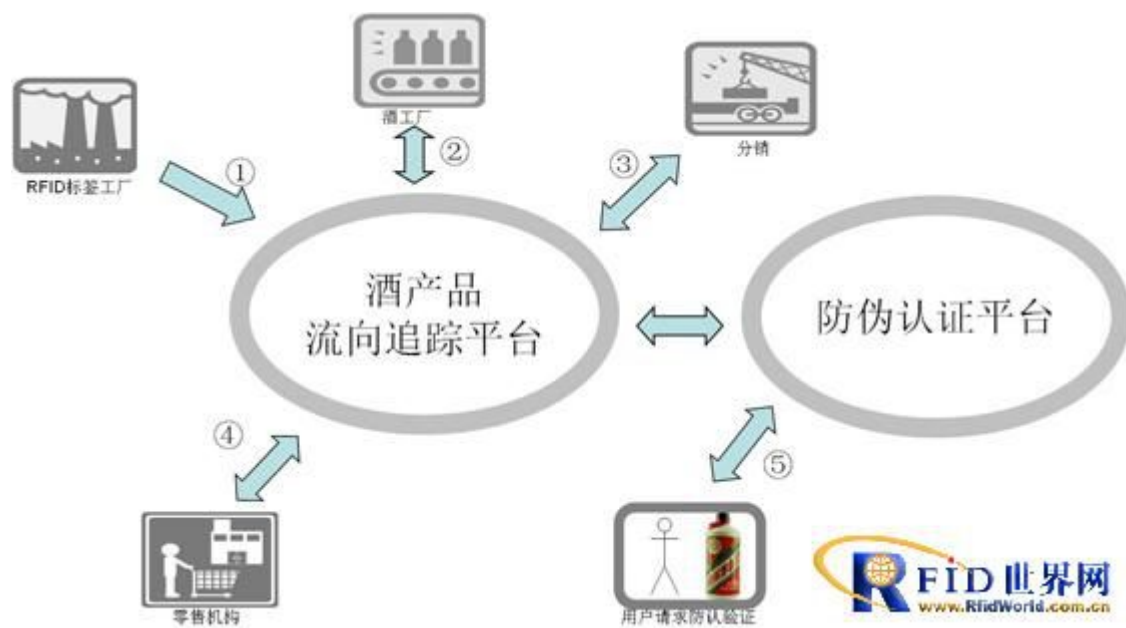 酒工厂
RFID标签工厂
①
②
③
分销
酒产品
流向追踪平台
防伪认证平台
④
⑤
零售机构
用户请求防认验证
RFID世界网
www.RfidWorld.com.cn